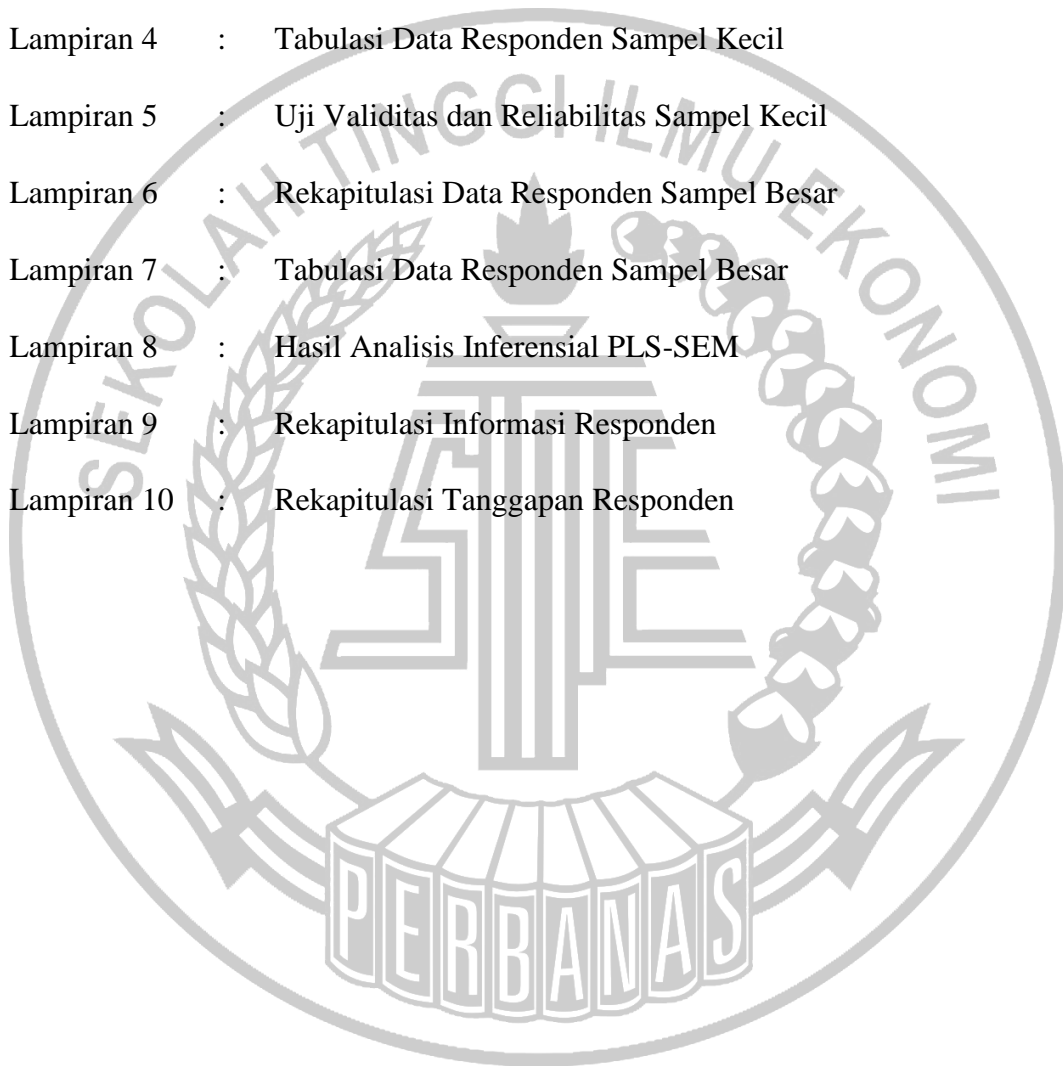 Lampiran 4 : Tabulasi Data Responden Sampel Kecil
Lampiran 5 : Uji Validitas dan Reliabilitas Sampel Kecil
Lampiran 6 : Rekapitulasi Data Responden Sampel Besar
Lampiran 7 : Tabulasi Data Responden Sampel Besar
Lampiran 8 : Hasil Analisis Inferensial PLS-SEM
Lampiran 9 : Rekapitulasi Informasi Responden
Lampiran 10 : Rekapitulasi Tanggapan Responden
SEKOLAH TINGGI ILMU EKONOMI
STIE
PERBANAS